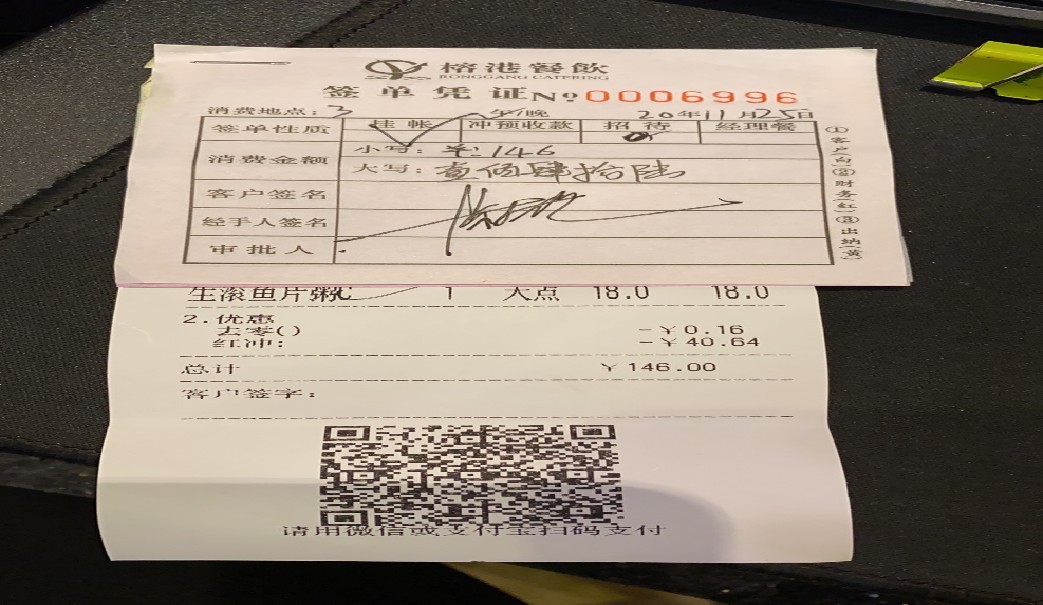 榕港餐飲
RONGGANG CATERING
签单凭证 No 0006996
消费地点：3 午/晚 20年11月25日
签单性质 挂帐 冲预收款 招待 经理餐
消费金额 小写：¥：146
大写：壹佰肆拾陆
客户签名
经手人签名
审批人
①客户(白)②财务(红)③出纳(黄)
生滚鱼片粥 1 大点 18.0 18.0
2.优惠
去零() -￥0.16
红冲: -￥40.64
总计 ￥146.00
客户签字:
请用微信或支付宝扫码支付